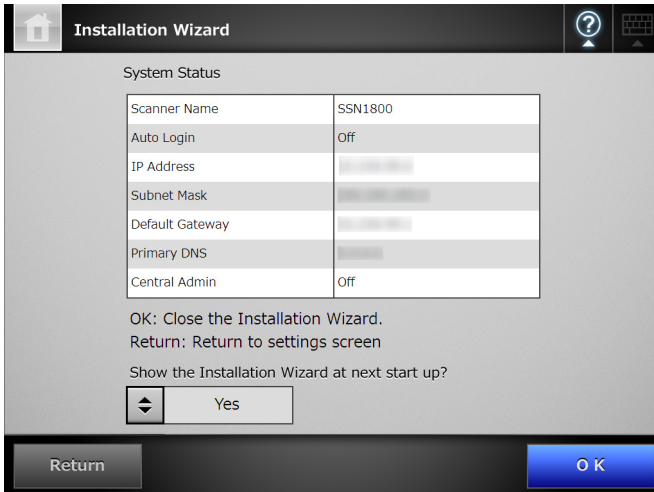 Installation Wizard
?
System Status
Scanner Name SSN1800
Auto Login Off
IP Address
Subnet Mask
Default Gateway
Primary DNS
Central Admin Off
OK: Close the Installation Wizard.
Return: Return to settings screen
Show the Installation Wizard at next start up?
Yes
Return OK